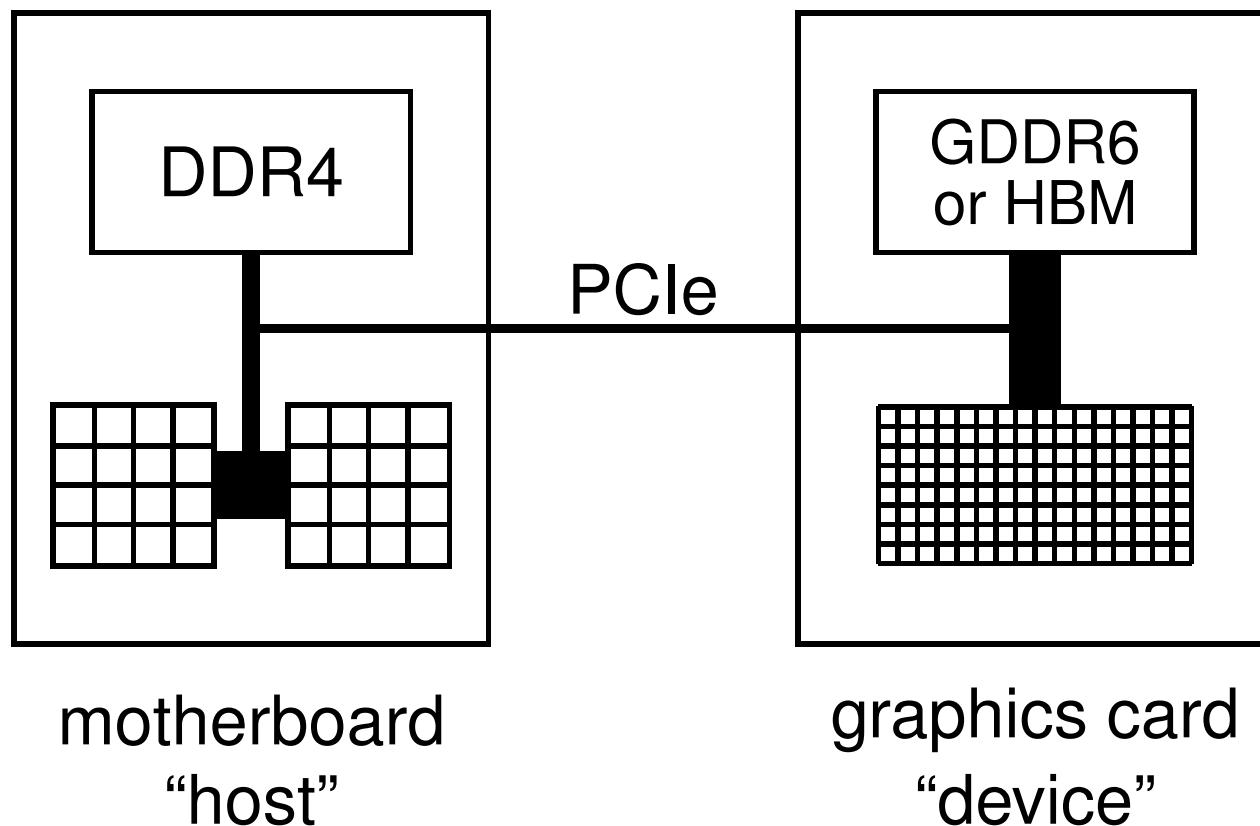 DDR4
GDDR6
or HBM
PCIe
motherboard
“host”
graphics card
“device”